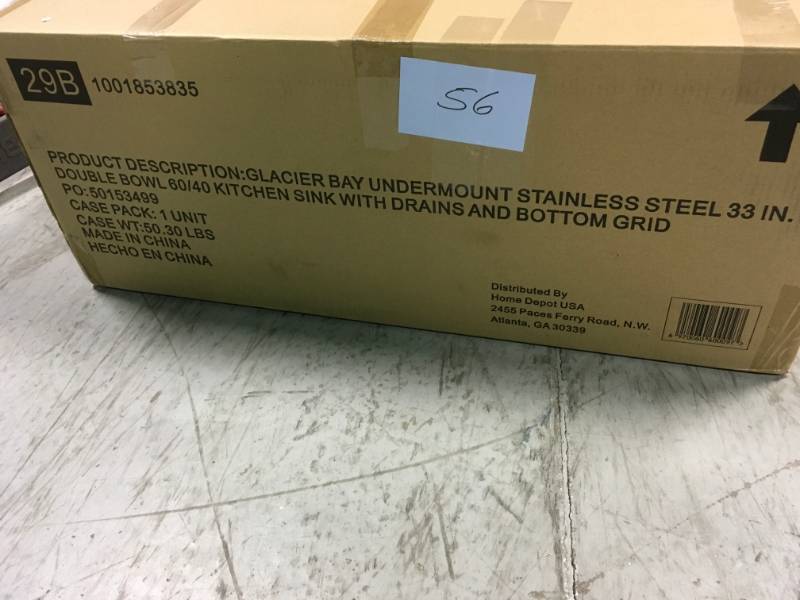 29B 1001853835
56
PRODUCT DESCRIPTION:GLACIER BAY UNDERMOUNT STAINLESS STEEL 33 IN.
DOUBLE BOWL 60/40 KITCHEN SINK WITH DRAINS AND BOTTOM GRID
PO:50153499
CASE PACK: 1 UNIT
CASE WT:50.30 LBS
MADE IN CHINA
HECHO EN CHINA
Distributed By
Home Depot USA
2455 Paces Ferry Road, N.W.
Atlanta, GA 30339